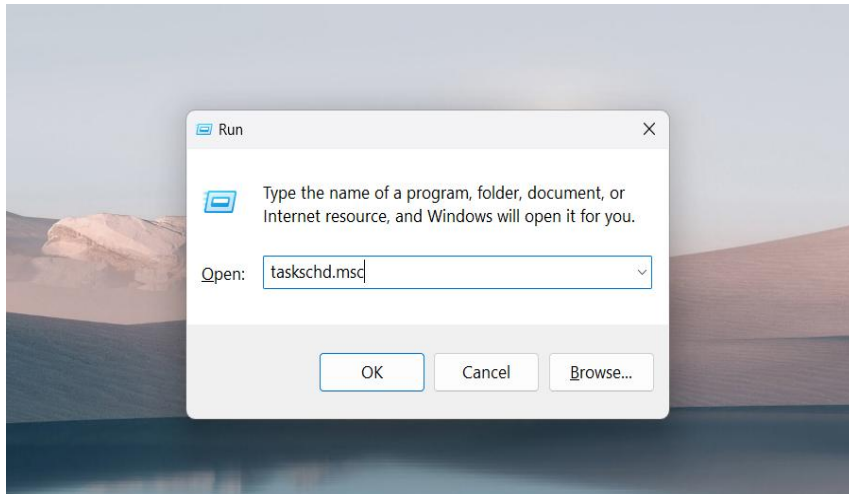 Run
Type the name of a program, folder, document, or
Internet resource, and Windows will open it for you.
Open: taskschd.msc
OK Cancel Browse...